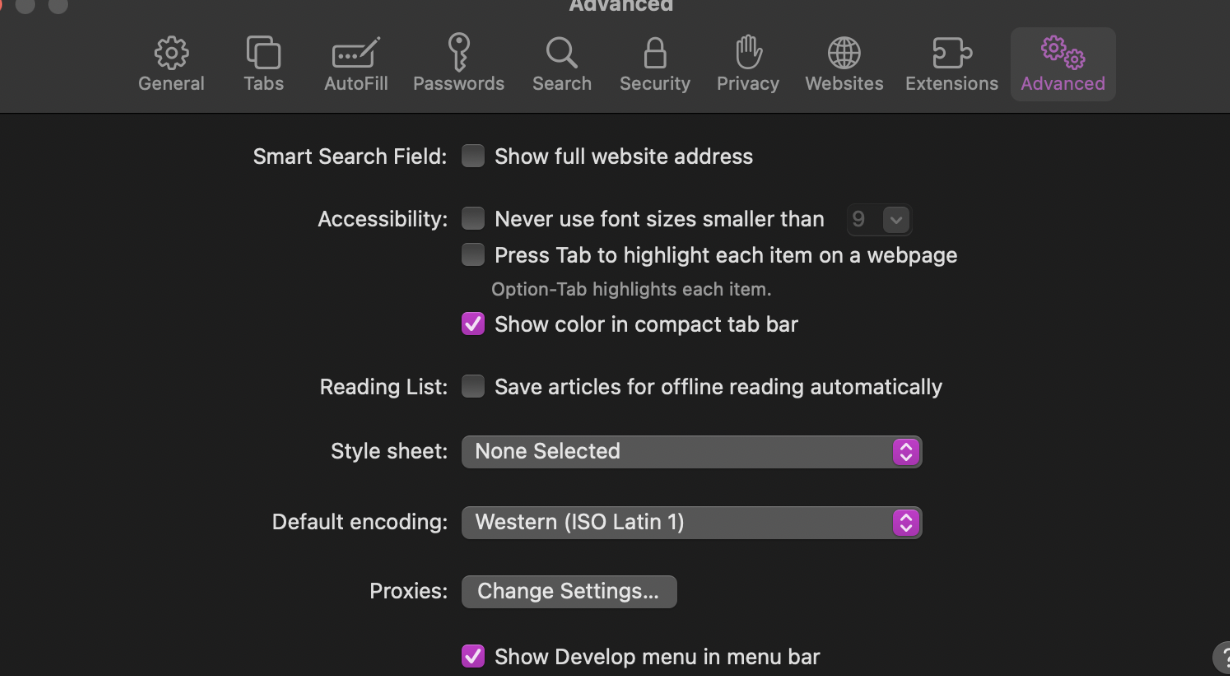 Advanced
General Tabs AutoFill Passwords Search Security Privacy Websites Extensions Advanced
Smart Search Field: Show full website address
Accessibility: Never use font sizes smaller than 9
Press Tab to highlight each item on a webpage
Option-Tab highlights each item.
Show color in compact tab bar
Reading List: Save articles for offline reading automatically
Style sheet: None Selected
Default encoding: Western (ISO Latin 1)
Proxies: Change Settings...
Show Develop menu in menu bar
?